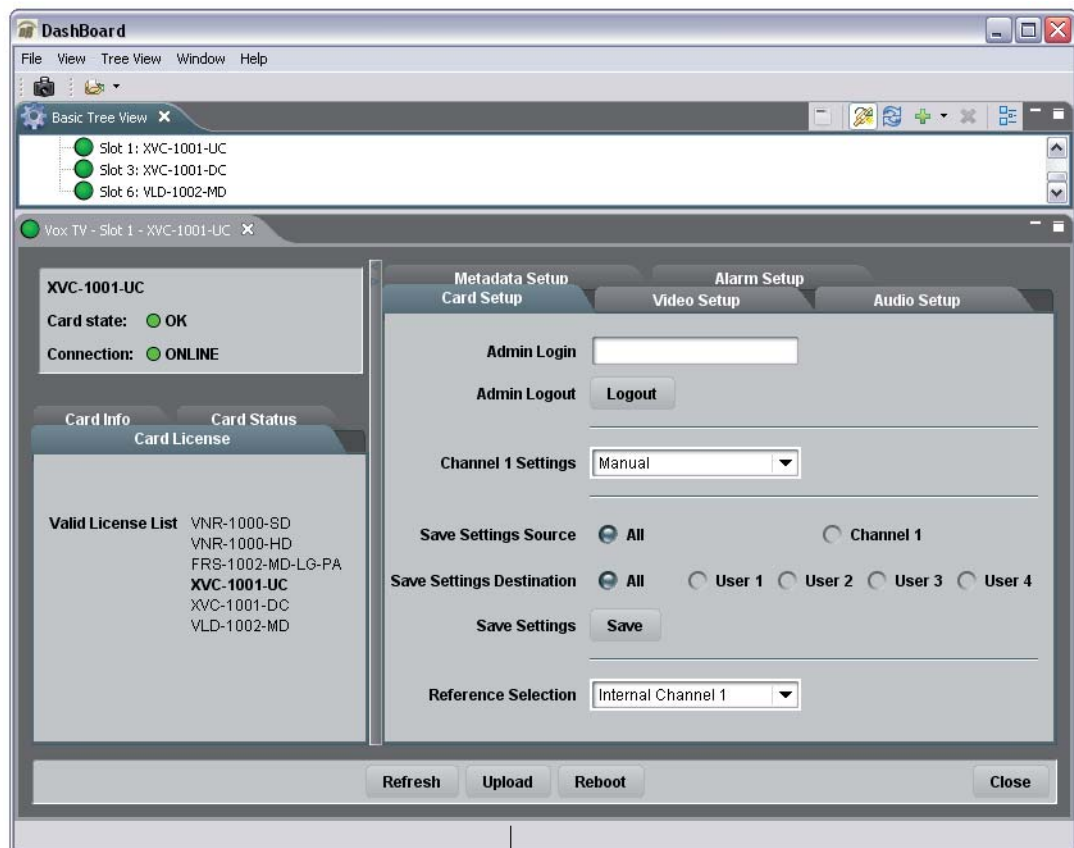 DashBoard
File View Tree View Window Help
Basic Tree View
Slot 1: XVC-1001-UC
Slot 3: XVC-1001-DC
Slot 6: VLD-1002-MD
Vox TV - Slot 1 - XVC-1001-UC
XVC-1001-UC
Card state: OK
Connection: ONLINE
Card Info Card Status
Card License
Valid License List VNR-1000-SD
VNR-1000-HD
FRS-1002-MD-LG-PA
XVC-1001-UC
XVC-1001-DC
VLD-1002-MD
Metadata Setup Alarm Setup
Card Setup Video Setup Audio Setup
Admin Login
Admin Logout Logout
Channel 1 Settings Manual
Save Settings Source All Channel 1
Save Settings Destination All User 1 User 2 User 3 User 4
Save Settings Save
Reference Selection Internal Channel 1
Refresh Upload Reboot Close